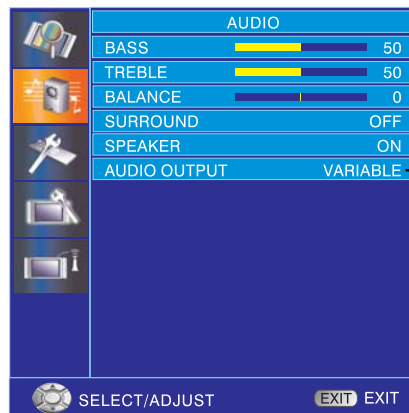 AUDIO
BASS 50
TREBLE 50
BALANCE 0
SURROUND OFF
SPEAKER ON
AUDIO OUTPUT VARIABLE
SELECT/ADJUST EXIT EXIT